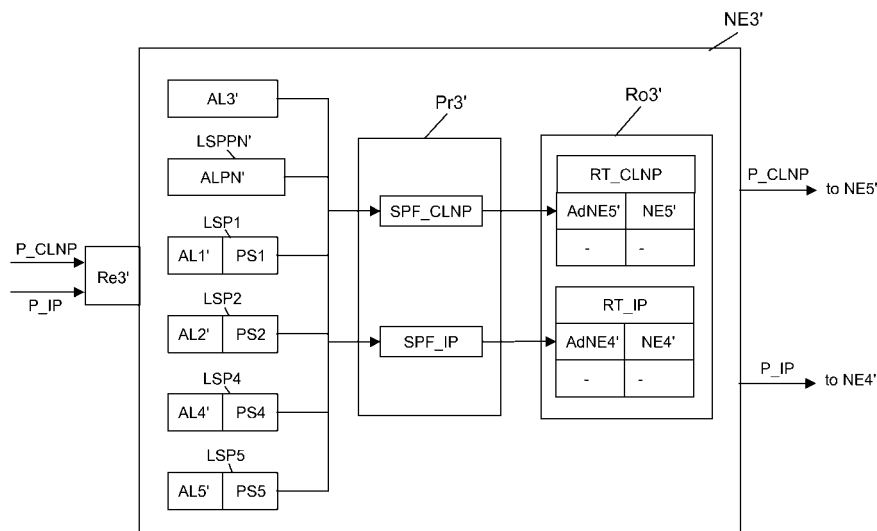 NE3'
AL3'
LSPPN'
ALPN'
LSP1
AL1' PS1
LSP2
AL2' PS2
LSP4
AL4' PS4
LSP5
AL5' PS5
P_CLNP
P_IP
Re3'
Pr3'
SPF_CLNP
SPF_IP
Ro3'
RT_CLNP
AdNE5' NE5'
- -
RT_IP
AdNE4' NE4'
- -
P_CLNP
to NE5'
P_IP
to NE4'